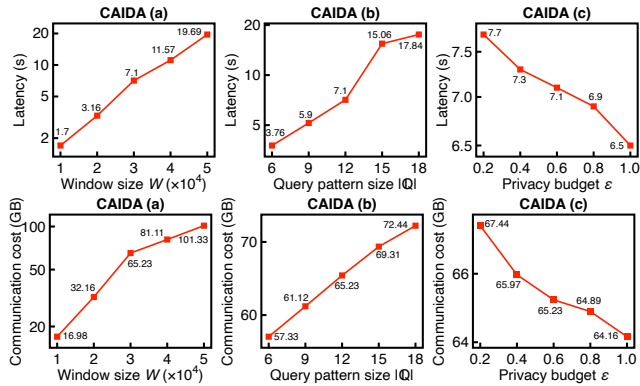 CAIDA (a)
Latency (s)
20
10
5
2
1.7
3.16
7.1
11.57
19.69
1 2 3 4 5
Window size W (×10⁴)
CAIDA (b)
Latency (s)
20
10
5
3.76
5.9
7.1
15.06
17.84
6 9 12 15 18
Query pattern size |Q|
CAIDA (c)
Latency (s)
7.5
7.0
6.5
7.7
7.3
7.1
6.9
6.5
0.2 0.4 0.6 0.8 1.0
Privacy budget ε
CAIDA (a)
Communication cost (GB)
100
50
20
16.98
32.16
65.23
81.11
101.33
1 2 3 4 5
Window size W (×10⁴)
CAIDA (b)
Communication cost (GB)
70
60
57.33
61.12
65.23
69.31
72.44
6 9 12 15 18
Query pattern size |Q|
CAIDA (c)
Communication cost (GB)
66
64
67.44
65.97
65.23
64.89
64.16
0.2 0.4 0.6 0.8 1.0
Privacy budget ε